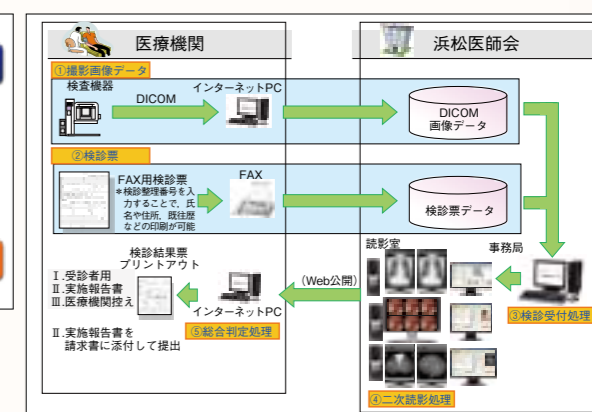 医療機関
浜松医師会
①撮影画像データ
検査機器
DICOM
インターネットPC
DICOM
画像データ
②検診票
FAX用検診票
*検診整理番号を入
力することで、氏
名や住所、既往歴
などの印刷が可能
FAX
検診票データ
読影室
事務局
検診結果票
プリントアウト
Ⅰ.受診者用
Ⅱ.実施報告書
Ⅲ.医療機関控え
(Web公開)
インターネットPC
③検診受付処理
⑤総合判定処理
Ⅱ.実施報告書を
請求書に添付して提出
④二次読影処理